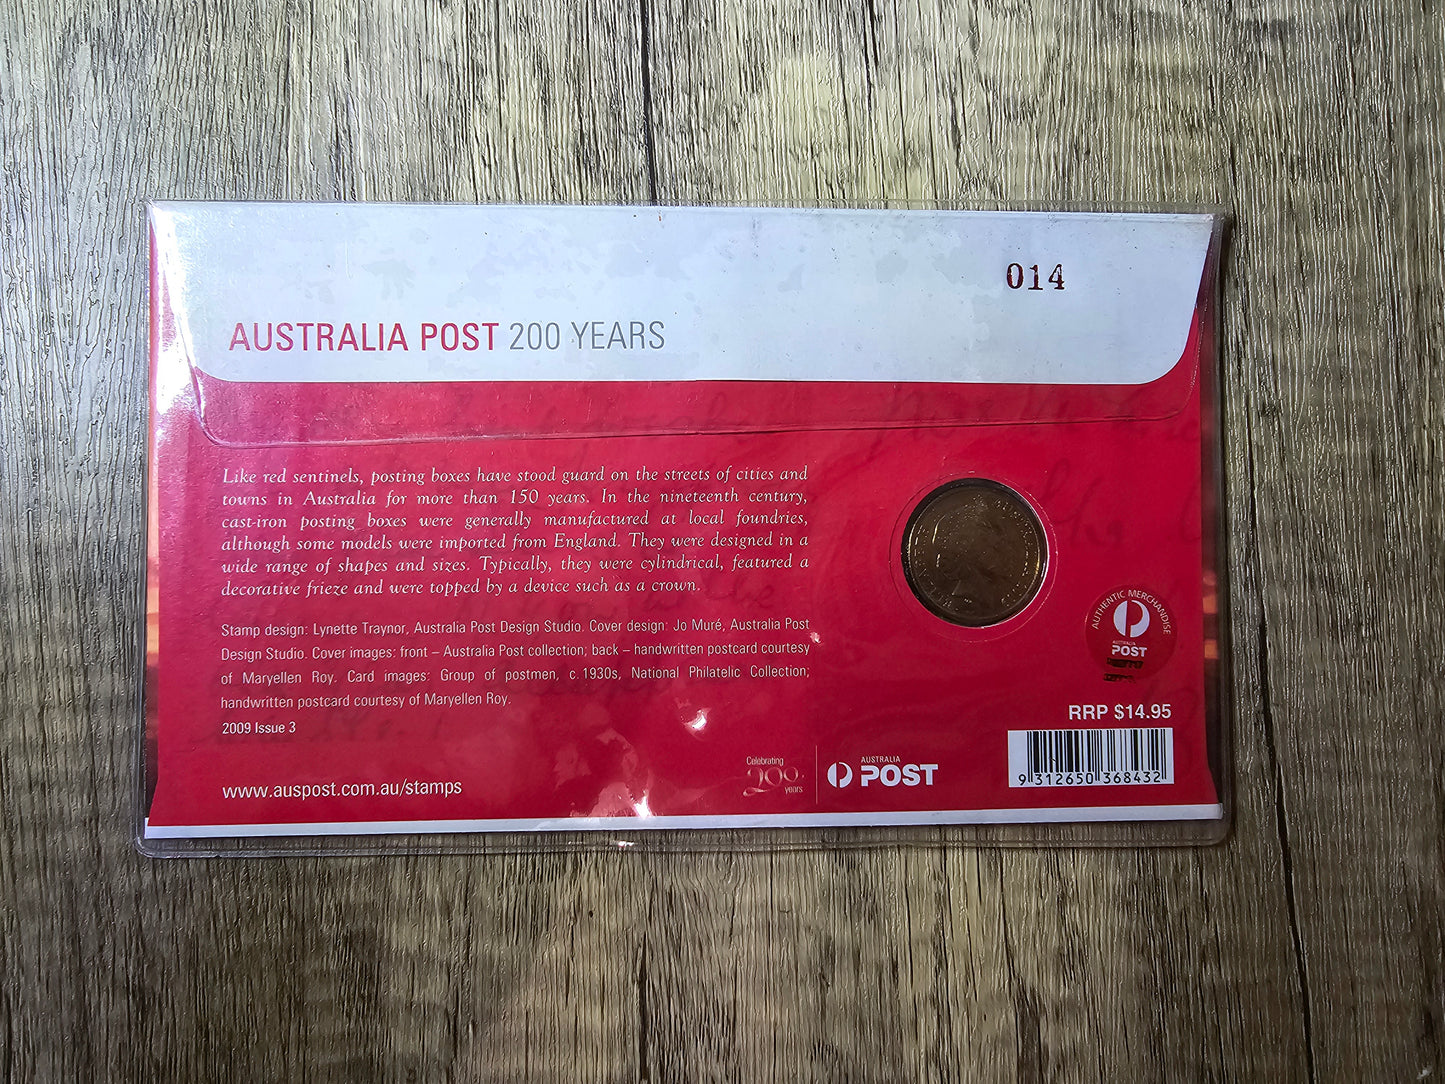 014
AUSTRALIA POST 200 YEARS
Like red sentinels, posting boxes have stood guard on the streets of cities and
towns in Australia for more than 150 years. In the nineteenth century,
cast-iron posting boxes were generally manufactured at local foundries,
although some models were imported from England. They were designed in a
wide range of shapes and sizes. Typically, they were cylindrical, featured a
decorative frieze and were topped by a device such as a crown.
Stamp design: Lynette Traynor, Australia Post Design Studio. Cover design: Jo Muré, Australia Post
Design Studio. Cover images: front – Australia Post collection; back – handwritten postcard courtesy
of Maryellen Roy. Card images: Group of postmen, c.1930s, National Philatelic Collection;
handwritten postcard courtesy of Maryellen Roy.
2009 Issue 3
www.auspost.com.au/stamps
Celebrating
200
years
AUSTRALIA
POST
AUTHENTIC MERCHANDISE
AUSTRALIA
POST
RRP $14.95
9 312650 368432